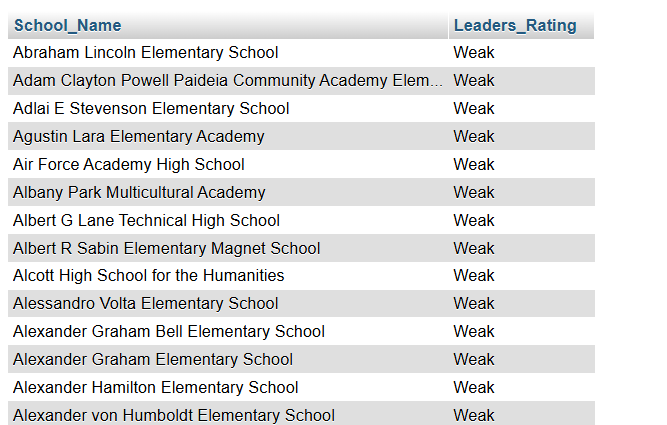 School_Name Leaders_Rating
Abraham Lincoln Elementary School Weak
Adam Clayton Powell Paideia Community Academy Elem... Weak
Adlai E Stevenson Elementary School Weak
Agustin Lara Elementary Academy Weak
Air Force Academy High School Weak
Albany Park Multicultural Academy Weak
Albert G Lane Technical High School Weak
Albert R Sabin Elementary Magnet School Weak
Alcott High School for the Humanities Weak
Alessandro Volta Elementary School Weak
Alexander Graham Bell Elementary School Weak
Alexander Graham Elementary School Weak
Alexander Hamilton Elementary School Weak
Alexander von Humboldt Elementary School Weak